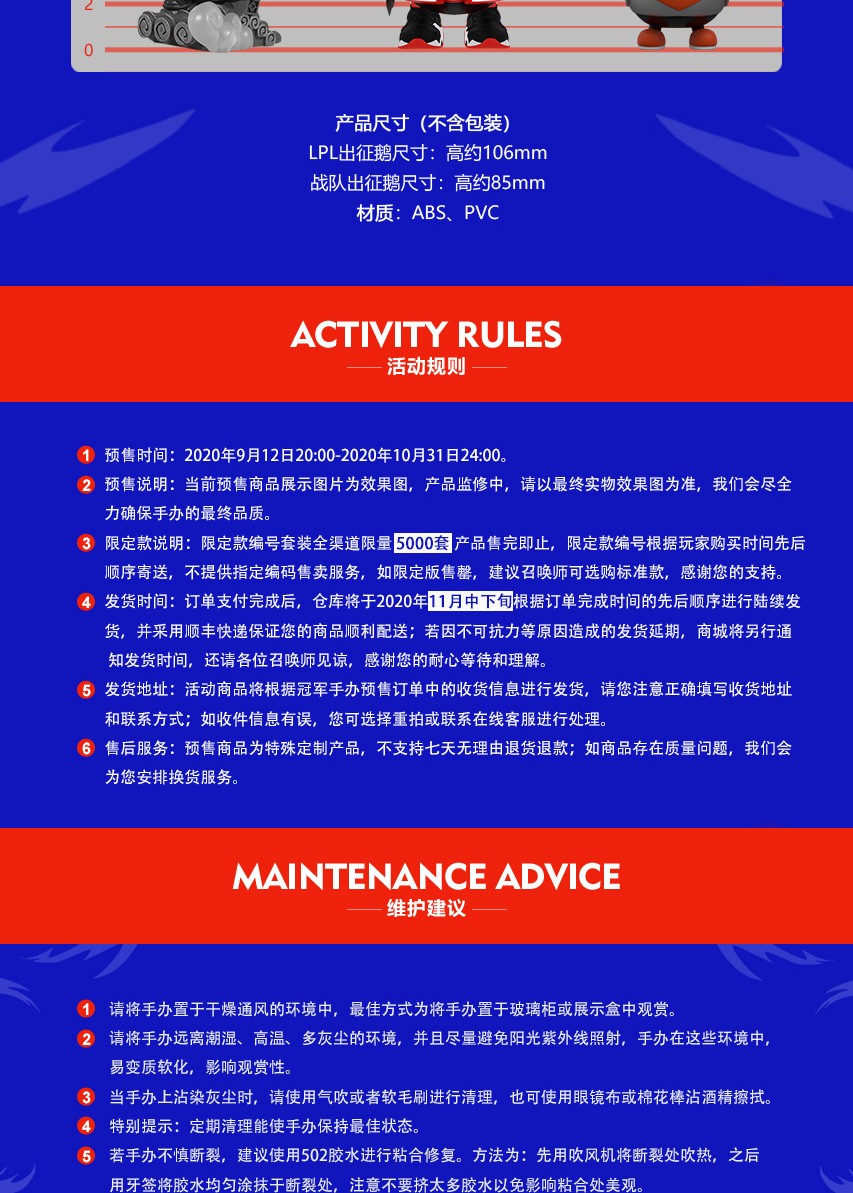 2
0
产品尺寸（不含包装）
LPL出征鹅尺寸：高约106mm
战队出征鹅尺寸：高约85mm
材质：ABS、PVC
ACTIVITY RULES
活动规则
1 预售时间：2020年9月12日20:00-2020年10月31日24:00。
2 预售说明：当前预售商品展示图片为效果图，产品监修中，请以最终实物效果图为准，我们会尽全
力确保手办的最终品质。
3 限定款说明：限定款编号套装全渠道限量5000套产品售完即止，限定款编号根据玩家购买时间先后
顺序寄送，不提供指定编码售卖服务，如限定版售罄，建议召唤师可选购标准款，感谢您的支持。
4 发货时间：订单支付完成后，仓库将于2020年11月中下旬根据订单完成时间的先后顺序进行陆续发
货，并采用顺丰快递保证您的商品顺利配送；若因不可抗力等原因造成的发货延期，商城将另行通
知发货时间，还请各位召唤师见谅，感谢您的耐心等待和理解。
5 发货地址：活动商品将根据冠军手办预售订单中的收货信息进行发货，请您注意正确填写收货地址
和联系方式；如收件信息有误，您可选择重拍或联系在线客服进行处理。
6 售后服务：预售商品为特殊定制产品，不支持七天无理由退货退款；如商品存在质量问题，我们会
为您安排换货服务。
MAINTENANCE ADVICE
维护建议
1 请将手办置于干燥通风的环境中，最佳方式为将手办置于玻璃柜或展示盒中观赏。
2 请将手办远离潮湿、高温、多灰尘的环境，并且尽量避免阳光紫外线照射，手办在这些环境中，
易变质软化，影响观赏性。
3 当手办上沾染灰尘时，请使用气吹或者软毛刷进行清理，也可使用眼镜布或棉花棒沾酒精擦拭。
4 特别提示：定期清理能使手办保持最佳状态。
5 若手办不慎断裂，建议使用502胶水进行粘合修复。方法为：先用吹风机将断裂处吹热，之后
用牙签将胶水均匀涂抹于断裂处，注意不要挤太多胶水以免影响粘合处美观。